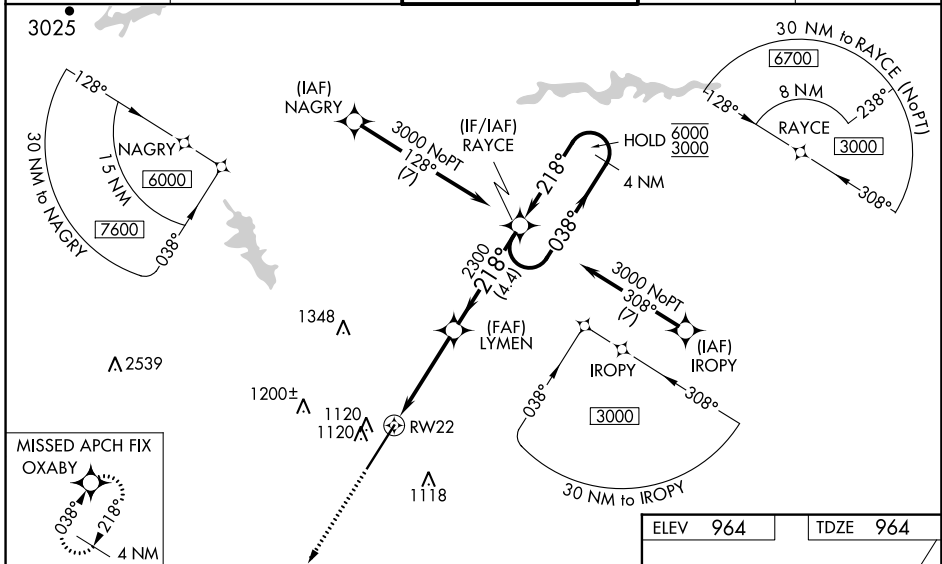 3025
128°
NAGRY
15 NM
6000
30 NM to NAGRY
7600
038°
(IAF)
NAGRY
3000 NoPT
128°
(7)
(IF/IAF)
RAYCE
218°
038°
HOLD 6000
3000
4 NM
30 NM to RAYCE (NoPT)
6700
128°
8 NM
238°
RAYCE
3000
308°
2300
218°
(4.4)
3000 NoPT
308°
(7)
(IAF)
IROPY
1348
(FAF)
LYMEN
2539
1200±
1120
1120
RW22
1118
IROPY
038°
308°
3000
30 NM to IROPY
MISSED APCH FIX
OXABY
038°
218°
4 NM
ELEV 964
TDZE 964